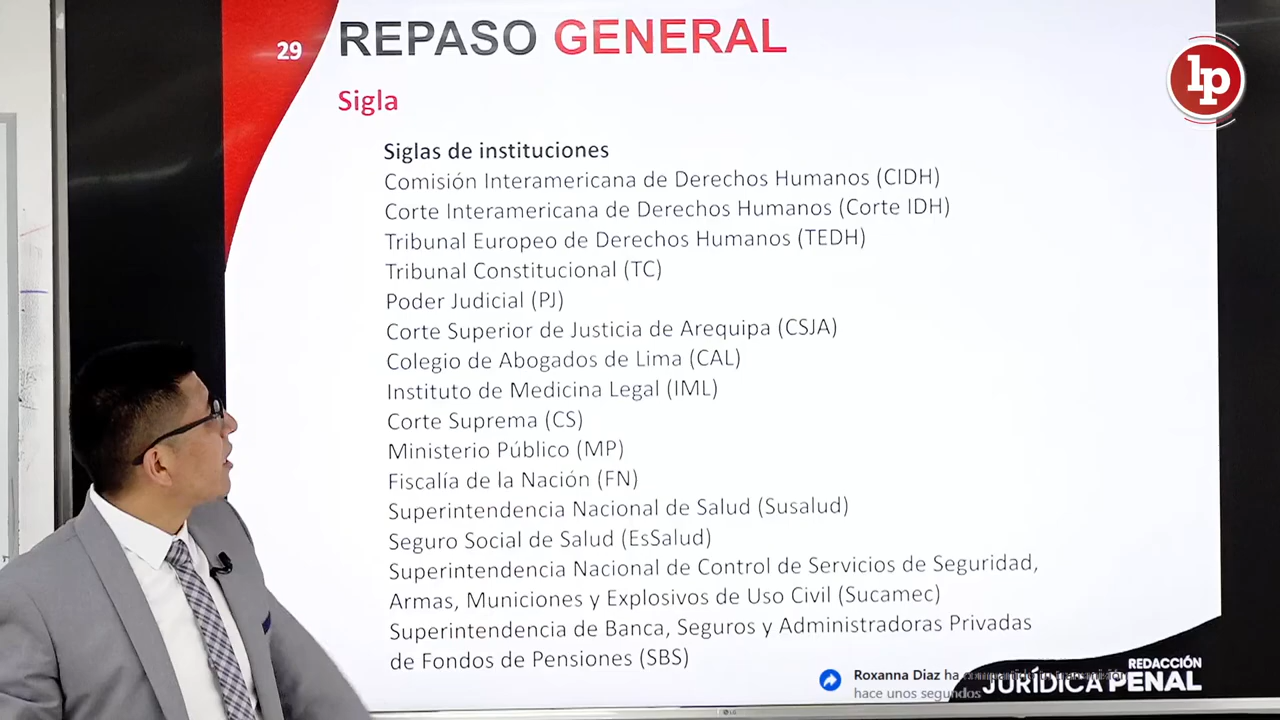 29
REPASO GENERAL
lp
Sigla
Siglas de instituciones
Comisión Interamericana de Derechos Humanos (CIDH)
Corte Interamericana de Derechos Humanos (Corte IDH)
Tribunal Europeo de Derechos Humanos (TEDH)
Tribunal Constitucional (TC)
Poder Judicial (PJ)
Corte Superior de Justicia de Arequipa (CSJA)
Colegio de Abogados de Lima (CAL)
Instituto de Medicina Legal (IML)
Corte Suprema (CS)
Ministerio Público (MP)
Fiscalía de la Nación (FN)
Superintendencia Nacional de Salud (Susalud)
Seguro Social de Salud (EsSalud)
Superintendencia Nacional de Control de Servicios de Seguridad,
Armas, Municiones y Explosivos de Uso Civil (Sucamec)
Superintendencia de Banca, Seguros y Administradoras Privadas
de Fondos de Pensiones (SBS)
Roxanna Diaz ha
hace unos segundos
REDACCIÓN
JURÍDICA PENAL
LG